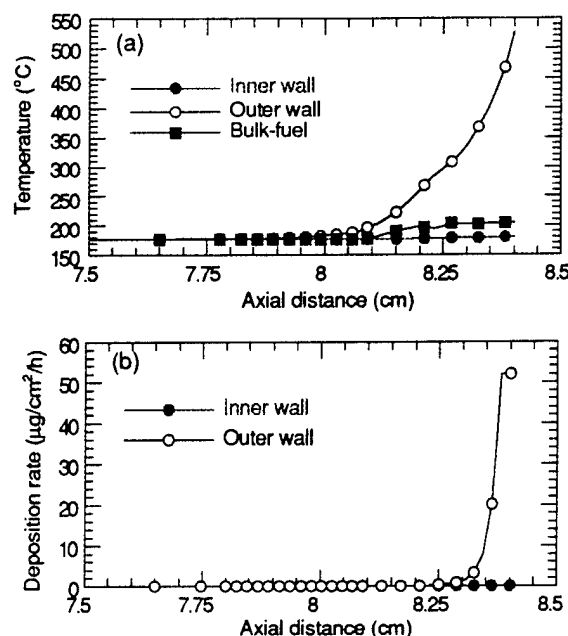 550
(a)
500
450
Inner wall
400
Outer wall
350
Bulk-fuel
300
250
200
150
Temperature (°C)
7.5 7.75 8 8.25 8.5
Axial distance (cm)
60
(b)
50
Inner wall
40
Outer wall
30
20
10
0
Deposition rate (µg/cm²/h)
7.5 7.75 8 8.25 8.5
Axial distance (cm)